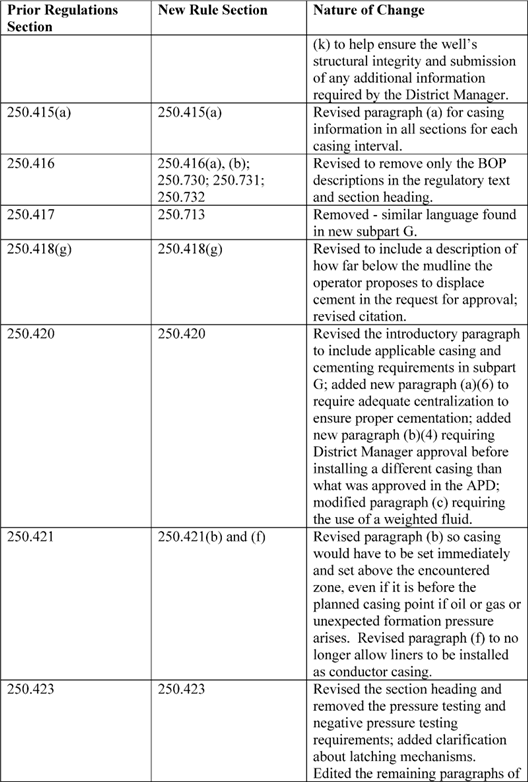 Prior Regulations Section
New Rule Section
Nature of Change
(k) to help ensure the well's
structural integrity and submission
of any additional information
required by the District Manager.
250.415(a)
250.415(a)
Revised paragraph (a) for casing
information in all sections for each
casing interval.
250.416
250.416(a), (b);
250.730; 250.731;
250.732
Revised to remove only the BOP
descriptions in the regulatory text
and section heading.
250.417
250.713
Removed - similar language found
in new subpart G.
250.418(g)
250.418(g)
Revised to include a description of
how far below the mudline the
operator proposes to displace
cement in the request for approval;
revised citation.
250.420
250.420
Revised the introductory paragraph
to include applicable casing and
cementing requirements in subpart
G; added new paragraph (a)(6) to
require adequate centralization to
ensure proper cementation; added
new paragraph (b)(4) requiring
District Manager approval before
installing a different casing than
what was approved in the APD;
modified paragraph (c) requiring
the use of a weighted fluid.
250.421
250.421(b) and (f)
Revised paragraph (b) so casing
would have to be set immediately
and set above the encountered
zone, even if it is before the
planned casing point if oil or gas or
unexpected formation pressure
arises.  Revised paragraph (f) to no
longer allow liners to be installed
as conductor casing.
250.423
250.423
Revised the section heading and
removed the pressure testing and
negative pressure testing
requirements; added clarification
about latching mechanisms.
Edited the remaining paragraphs of